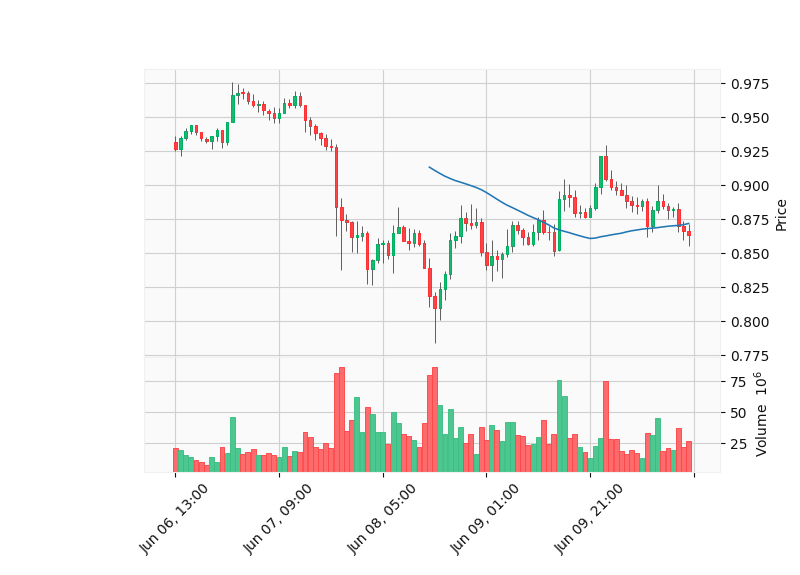 0.975
0.950
0.925
0.900
0.875
0.850
0.825
0.800
0.775
Price
75
50
25
Volume 10^6
Jun 06, 13:00
Jun 07, 09:00
Jun 08, 05:00
Jun 09, 01:00
Jun 09, 21:00